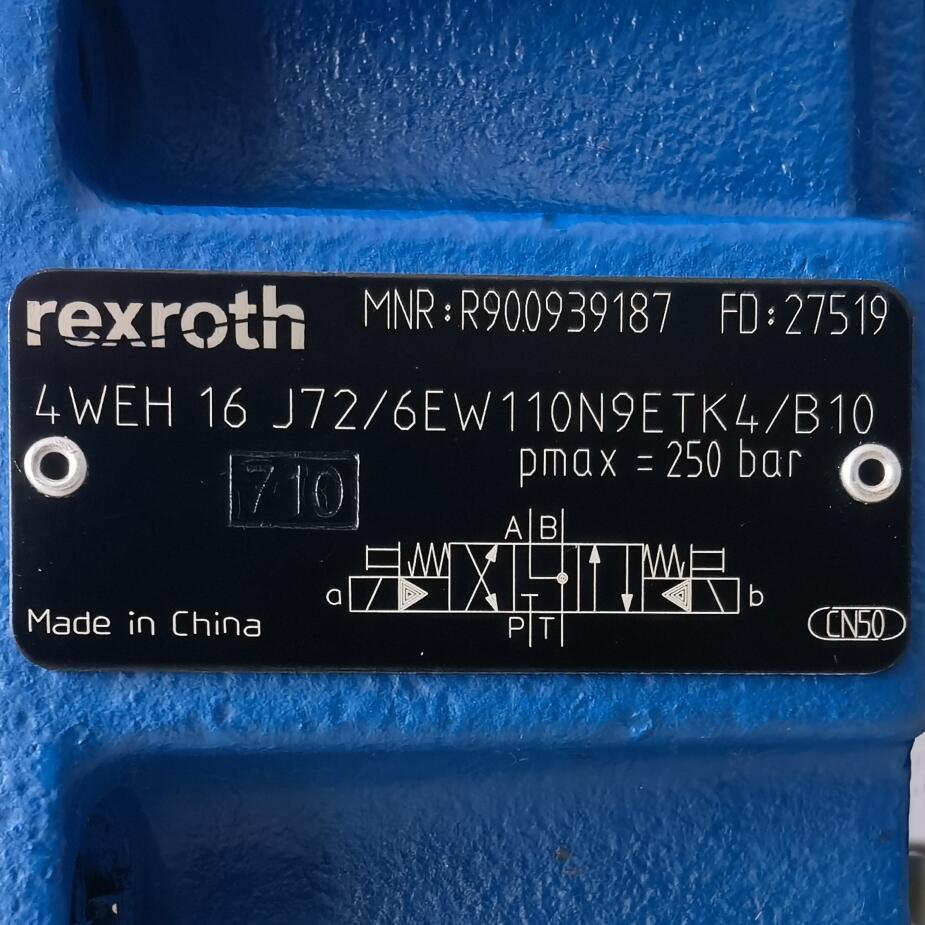 rexroth MNR:R900939187 FD:27519
4WEH 16 J72/6EW110N9ETK4/B10
pmax = 250 bar
710
A B
a b
P T
Made in China
CN50